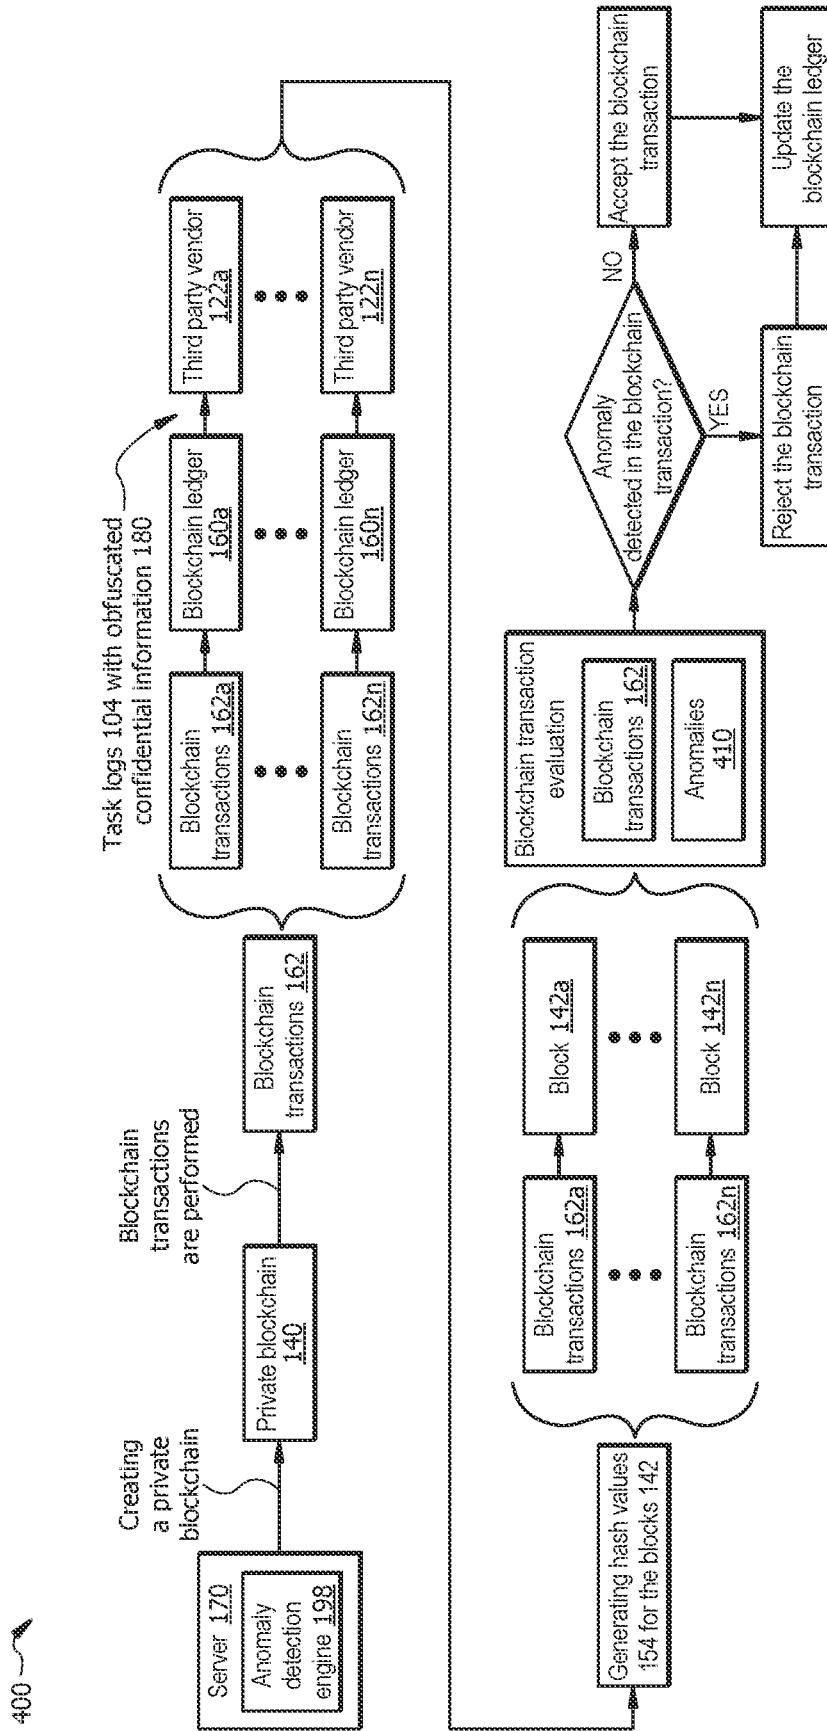 400
Server 170
Anomaly
detection
engine 198
Creating
a private
blockchain
Private blockchain
140
Blockchain
transactions
are performed
Blockchain
transactions 162
Task logs 104 with obfuscated
confidential information 180
Blockchain
transactions 162a
Blockchain ledger
160a
Third party vendor
122a
Blockchain
transactions 162n
Blockchain ledger
160n
Third party vendor
122n
Generating hash values
154 for the blocks 142
Blockchain
transactions 162a
Block 142a
Blockchain
transactions 162n
Block 142n
Blockchain transaction
evaluation
Blockchain
transactions 162
Anomalies
410
Anomaly
detected in the blockchain
transaction?
NO
YES
Accept the blockchain
transaction
Reject the blockchain
transaction
Update the
blockchain ledger